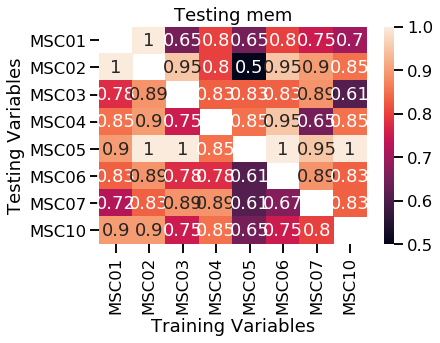 Testing mem
Testing Variables
MSC01 1 0.65 0.8 0.65 0.8 0.75 0.7
MSC02 1 0.95 0.8 0.5 0.95 0.9 0.85
MSC03 0.78 0.89 0.83 0.83 0.83 0.89 0.61
MSC04 0.85 0.9 0.75 0.85 0.95 0.65 0.85
MSC05 0.9 1 1 0.85 1 0.95 1
MSC06 0.83 0.89 0.78 0.78 0.61 0.89 0.83
MSC07 0.72 0.83 0.89 0.89 0.61 0.67 0.83
MSC10 0.9 0.9 0.75 0.85 0.65 0.75 0.8
MSC01 MSC02 MSC03 MSC04 MSC05 MSC06 MSC07 MSC10
Training Variables
1.0
0.9
0.8
0.7
0.6
0.5